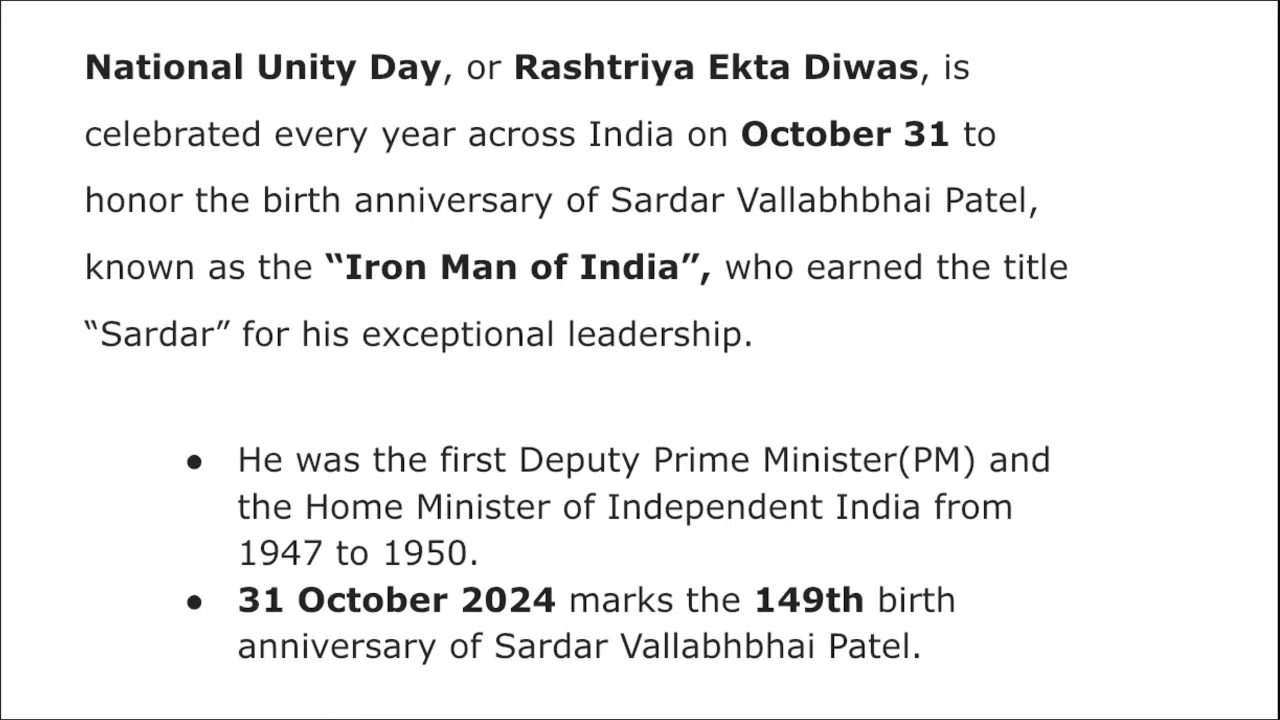 National Unity Day, or Rashtriya Ekta Diwas, is
celebrated every year across India on October 31 to
honor the birth anniversary of Sardar Vallabhbhai Patel,
known as the “Iron Man of India”, who earned the title
“Sardar” for his exceptional leadership.
● He was the first Deputy Prime Minister(PM) and
the Home Minister of Independent India from
1947 to 1950.
● 31 October 2024 marks the 149th birth
anniversary of Sardar Vallabhbhai Patel.